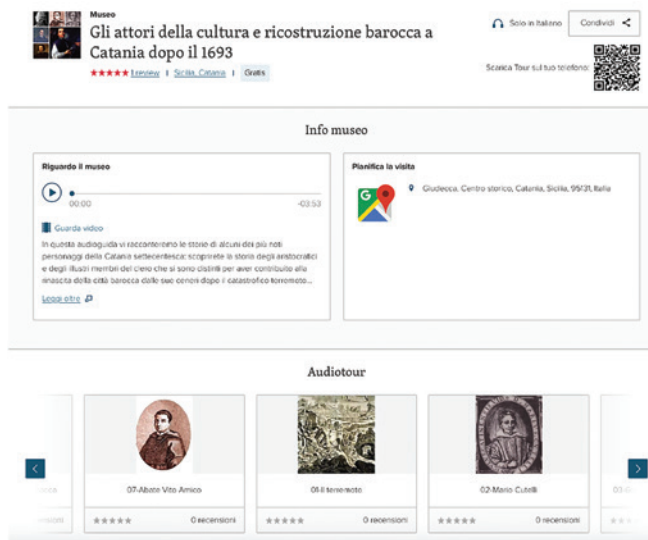 Museo
Gli attori della cultura e ricostruzione barocca a
Catania dopo il 1693
1 review | Sicilia, Catania | Gratis
Solo in Italiano
Condividi
Scarica Tour sul tuo telefono:
Info museo
Riguardo il museo
00:00
-03:53
Guarda video
In questa audioguida vi racconteremo le storie di alcuni dei più noti
personaggi della Catania settecentesca: scoprirete la storia degli aristocratici
e degli illustri membri del clero che si sono distinti per aver contribuito alla
rinascita della città barocca dalle sue ceneri dopo il catastrofico terremoto...
Leggi oltre
Pianifica la visita
G
Giudecca, Centro storico, Catania, Sicilia, 95131, Italia
Audiotour
07-Abate Vito Amico
01-Il terremoto
02-Mario Cutelli
0 recensioni
0 recensioni
0 recensioni